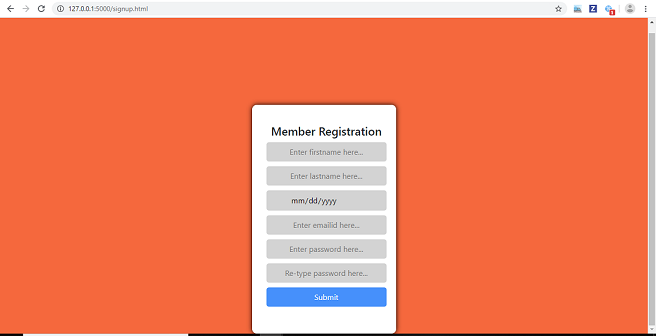 127.0.0.1:5000/signup.html
Member Registration
Enter firstname here...
Enter lastname here...
mm/dd/yyyy
Enter emailid here...
Enter password here...
Re-type password here...
Submit